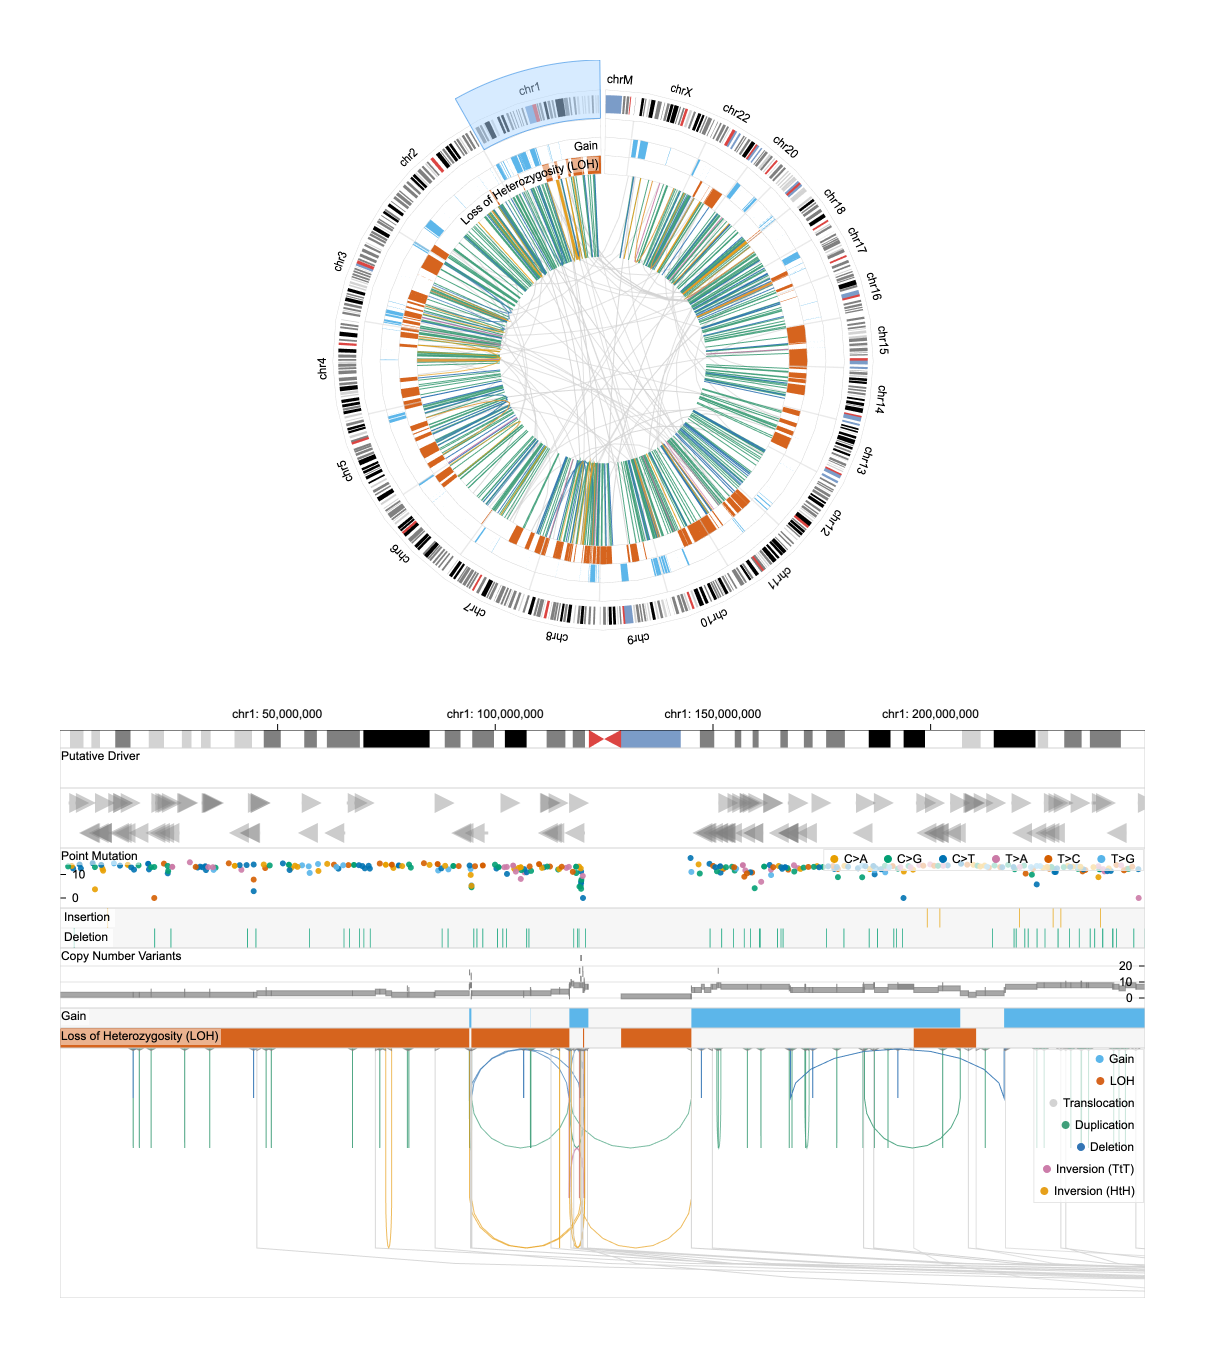 chr1
chrM
chrX
chr22
chr20
chr18
chr17
chr16
chr15
chr14
chr13
chr12
chr11
chr10
chr9
chr8
chr7
chr6
chr5
chr4
chr3
chr2
Gain
Loss of Heterozygosity (LOH)
chr1: 50,000,000 chr1: 100,000,000 chr1: 150,000,000 chr1: 200,000,000
Putative Driver
Point Mutation
C>A C>G C>T T>A T>C T>G
10
0
Insertion
Deletion
Copy Number Variants
20
10
0
Gain
Loss of Heterozygosity (LOH)
Gain
LOH
Translocation
Duplication
Deletion
Inversion (TtT)
Inversion (HtH)